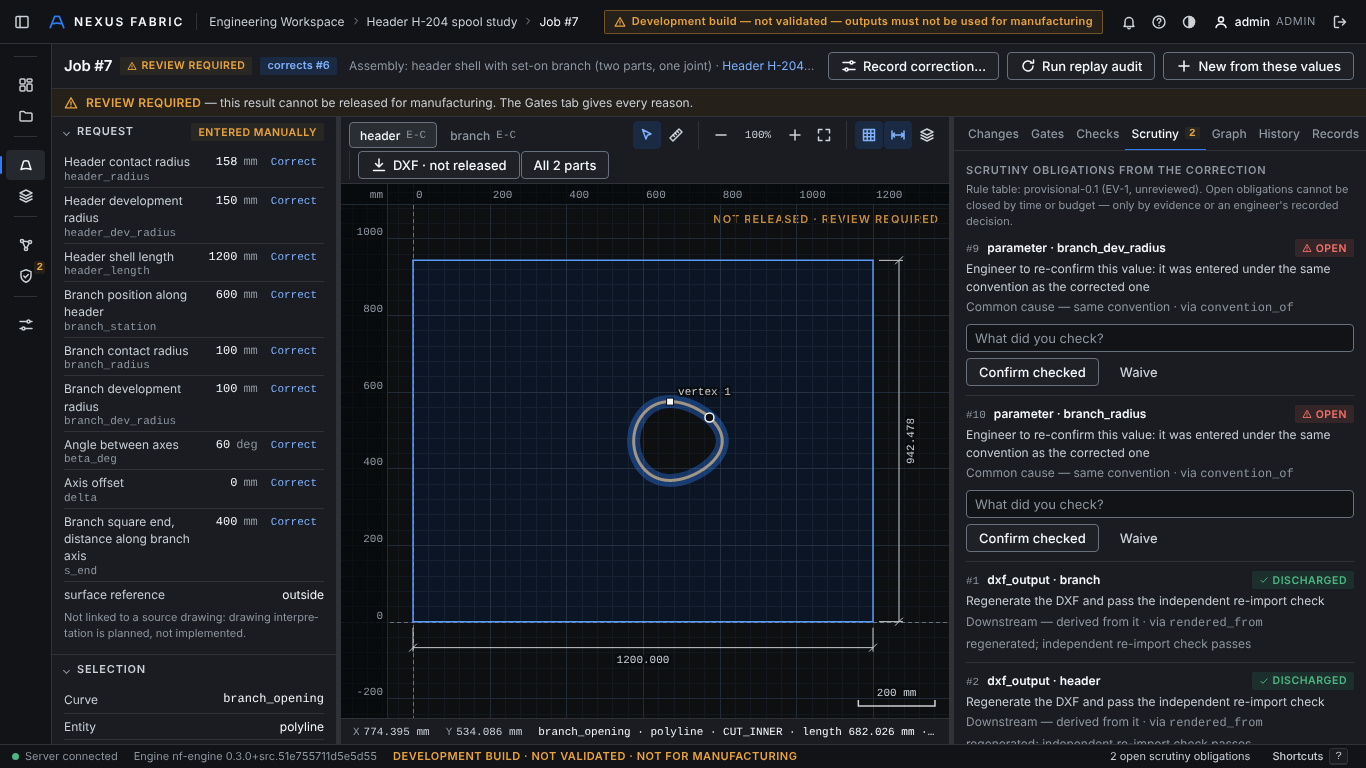 NEXUS FABRIC
Engineering Workspace > Header H-204 spool study > Job #7
Development build — not validated — outputs must not be used for manufacturing
admin ADMIN
Job #7
REVIEW REQUIRED
corrects #6
Assembly: header shell with set-on branch (two parts, one joint) · Header H-204…
Record correction…
Run replay audit
New from these values
REVIEW REQUIRED — this result cannot be released for manufacturing. The Gates tab gives every reason.
REQUEST
ENTERED MANUALLY
Header contact radius 158 mm Correct
header_radius
Header development
radius
150 mm Correct
header_dev_radius
Header shell length 1200 mm Correct
header_length
Branch position along
header
600 mm Correct
branch_station
Branch contact radius 100 mm Correct
branch_radius
Branch development
radius
100 mm Correct
branch_dev_radius
Angle between axes 60 deg Correct
beta_deg
Axis offset 0 mm Correct
delta
Branch square end,
distance along branch
axis
400 mm Correct
s_end
surface reference outside
Not linked to a source drawing: drawing interpre-
tation is planned, not implemented.
SELECTION
Curve branch_opening
Entity polyline
2
header E-C
branch E-C
100%
DXF · not released
All 2 parts
mm 0 200 400 600 800 1000 1200
NOT RELEASED · REVIEW REQUIRED
1000
800
600
400
200
0
-200
vertex 1
942.478
1200.000
200 mm
X 774.395 mm Y 534.086 mm branch_opening · polyline · CUT_INNER · length 682.026 mm ·…
Changes Gates Checks Scrutiny 2 Graph History Records
SCRUTINY OBLIGATIONS FROM THE CORRECTION
Rule table: provisional-0.1 (EV-1, unreviewed). Open obligations cannot be
closed by time or budget — only by evidence or an engineer's recorded
decision.
#9 parameter · branch_dev_radius OPEN
Engineer to re-confirm this value: it was entered under the same
convention as the corrected one
Common cause — same convention · via convention_of
What did you check?
Confirm checked Waive
#10 parameter · branch_radius OPEN
Engineer to re-confirm this value: it was entered under the same
convention as the corrected one
Common cause — same convention · via convention_of
What did you check?
Confirm checked Waive
#1 dxf_output · branch DISCHARGED
Regenerate the DXF and pass the independent re-import check
Downstream — derived from it · via rendered_from
regenerated; independent re-import check passes
#2 dxf_output · header DISCHARGED
Regenerate the DXF and pass the independent re-import check
Downstream — derived from it · via rendered_from
regenerated; independent re-import check passes
Server connected
Engine nf-engine 0.3.0+src.51e755711d5e5d55
DEVELOPMENT BUILD · NOT VALIDATED · NOT FOR MANUFACTURING
2 open scrutiny obligations
Shortcuts ?